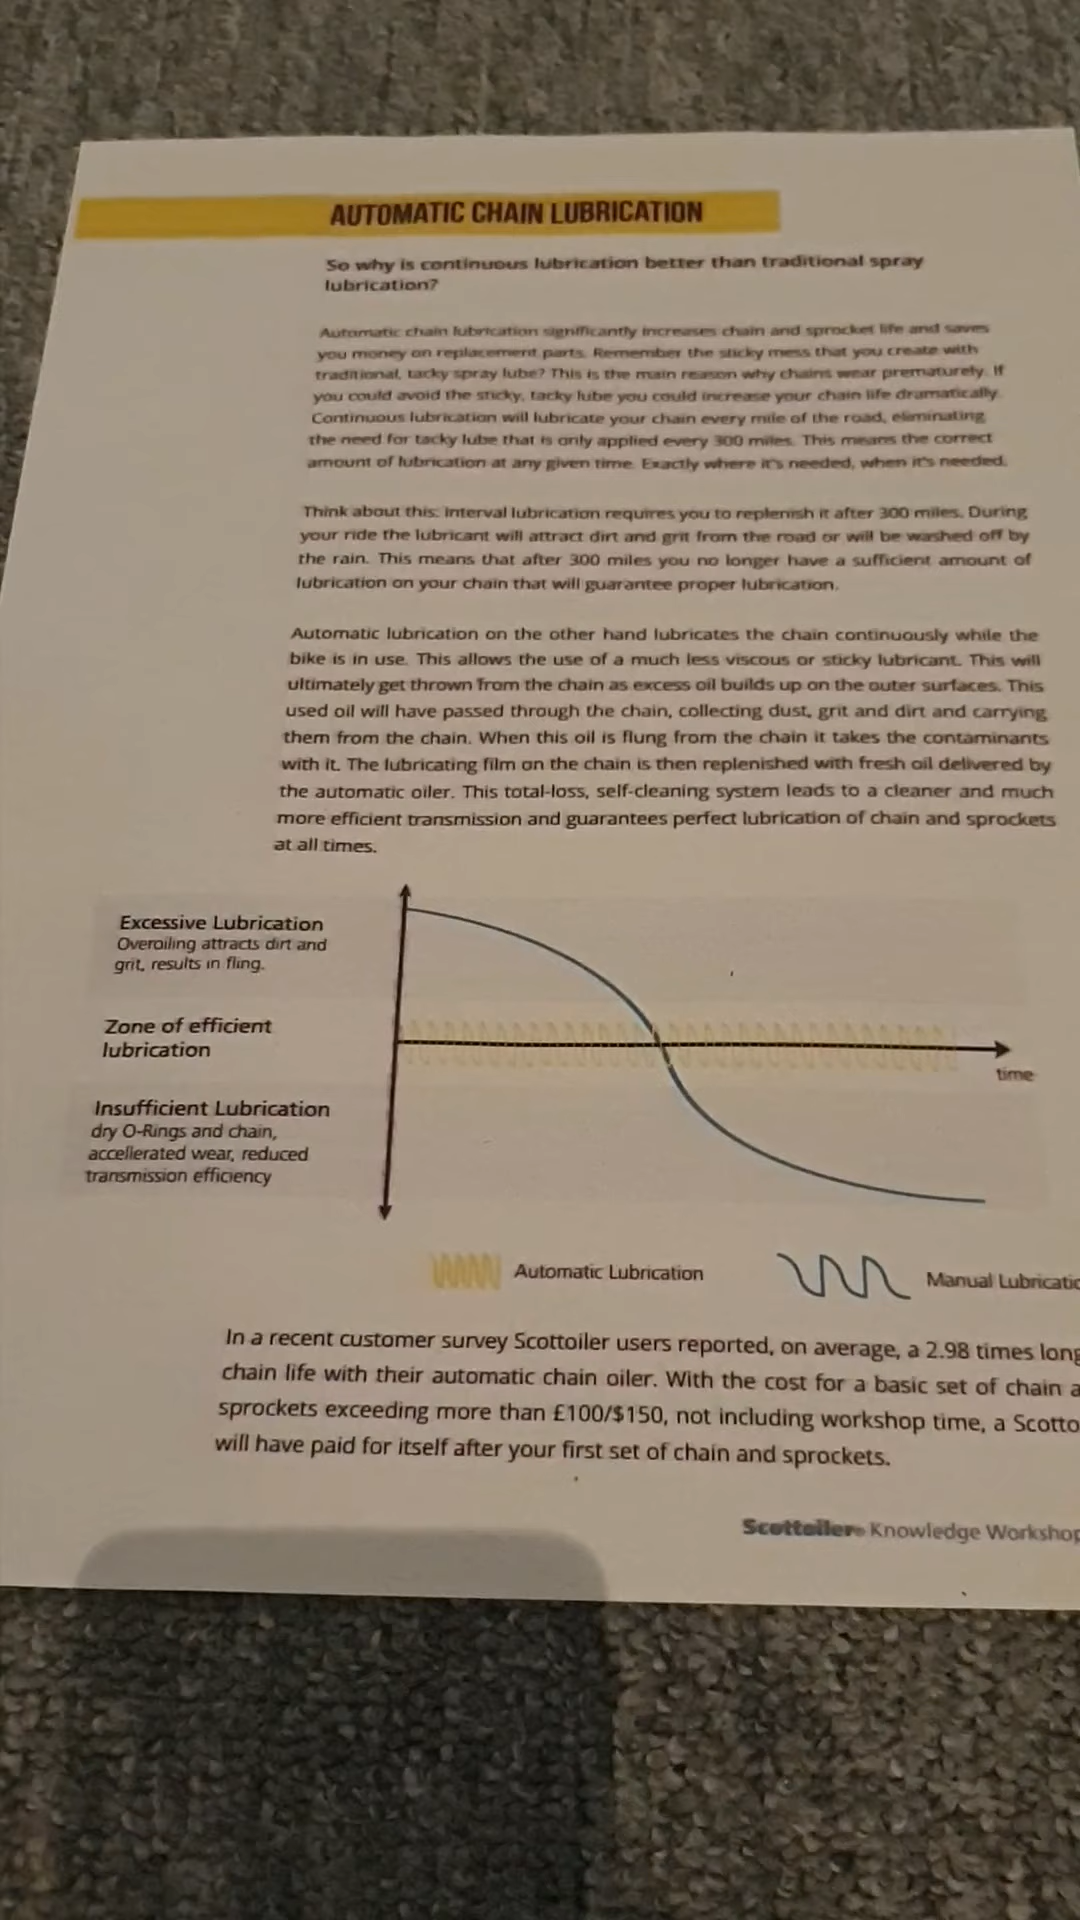 AUTOMATIC CHAIN LUBRICATION
So why is continuous lubrication better than traditional spray
lubrication?
Automatic chain lubrication significantly increases chain and sprocket life and saves
you money on replacement parts. Remember the sticky mess that you create with
traditional, tacky spray lube? This is the main reason why chains wear prematurely. If
you could avoid the sticky, tacky lube you could increase your chain life dramatically.
Continuous lubrication will lubricate your chain every mile of the road, eliminating
the need for tacky lube that is only applied every 300 miles. This means the correct
amount of lubrication at any given time. Exactly where it's needed, when it's needed.
Think about this: Interval lubrication requires you to replenish it after 300 miles. During
your ride the lubricant will attract dirt and grit from the road or will be washed off by
the rain. This means that after 300 miles you no longer have a sufficient amount of
lubrication on your chain that will guarantee proper lubrication.
Automatic lubrication on the other hand lubricates the chain continuously while the
bike is in use. This allows the use of a much less viscous or sticky lubricant. This will
ultimately get thrown from the chain as excess oil builds up on the outer surfaces. This
used oil will have passed through the chain, collecting dust, grit and dirt and carrying
them from the chain. When this oil is flung from the chain it takes the contaminants
with it. The lubricating film on the chain is then replenished with fresh oil delivered by
the automatic oiler. This total-loss, self-cleaning system leads to a cleaner and much
more efficient transmission and guarantees perfect lubrication of chain and sprockets
at all times.
Excessive Lubrication
Overoiling attracts dirt and
grit, results in fling.
Zone of efficient
lubrication
time
Insufficient Lubrication
dry O-Rings and chain,
accellerated wear, reduced
transmission efficiency
Automatic Lubrication
Manual Lubricatio
In a recent customer survey Scottoiler users reported, on average, a 2.98 times long
chain life with their automatic chain oiler. With the cost for a basic set of chain a
sprockets exceeding more than £100/$150, not including workshop time, a Scotto
will have paid for itself after your first set of chain and sprockets.
Scottoiler Knowledge Workshop